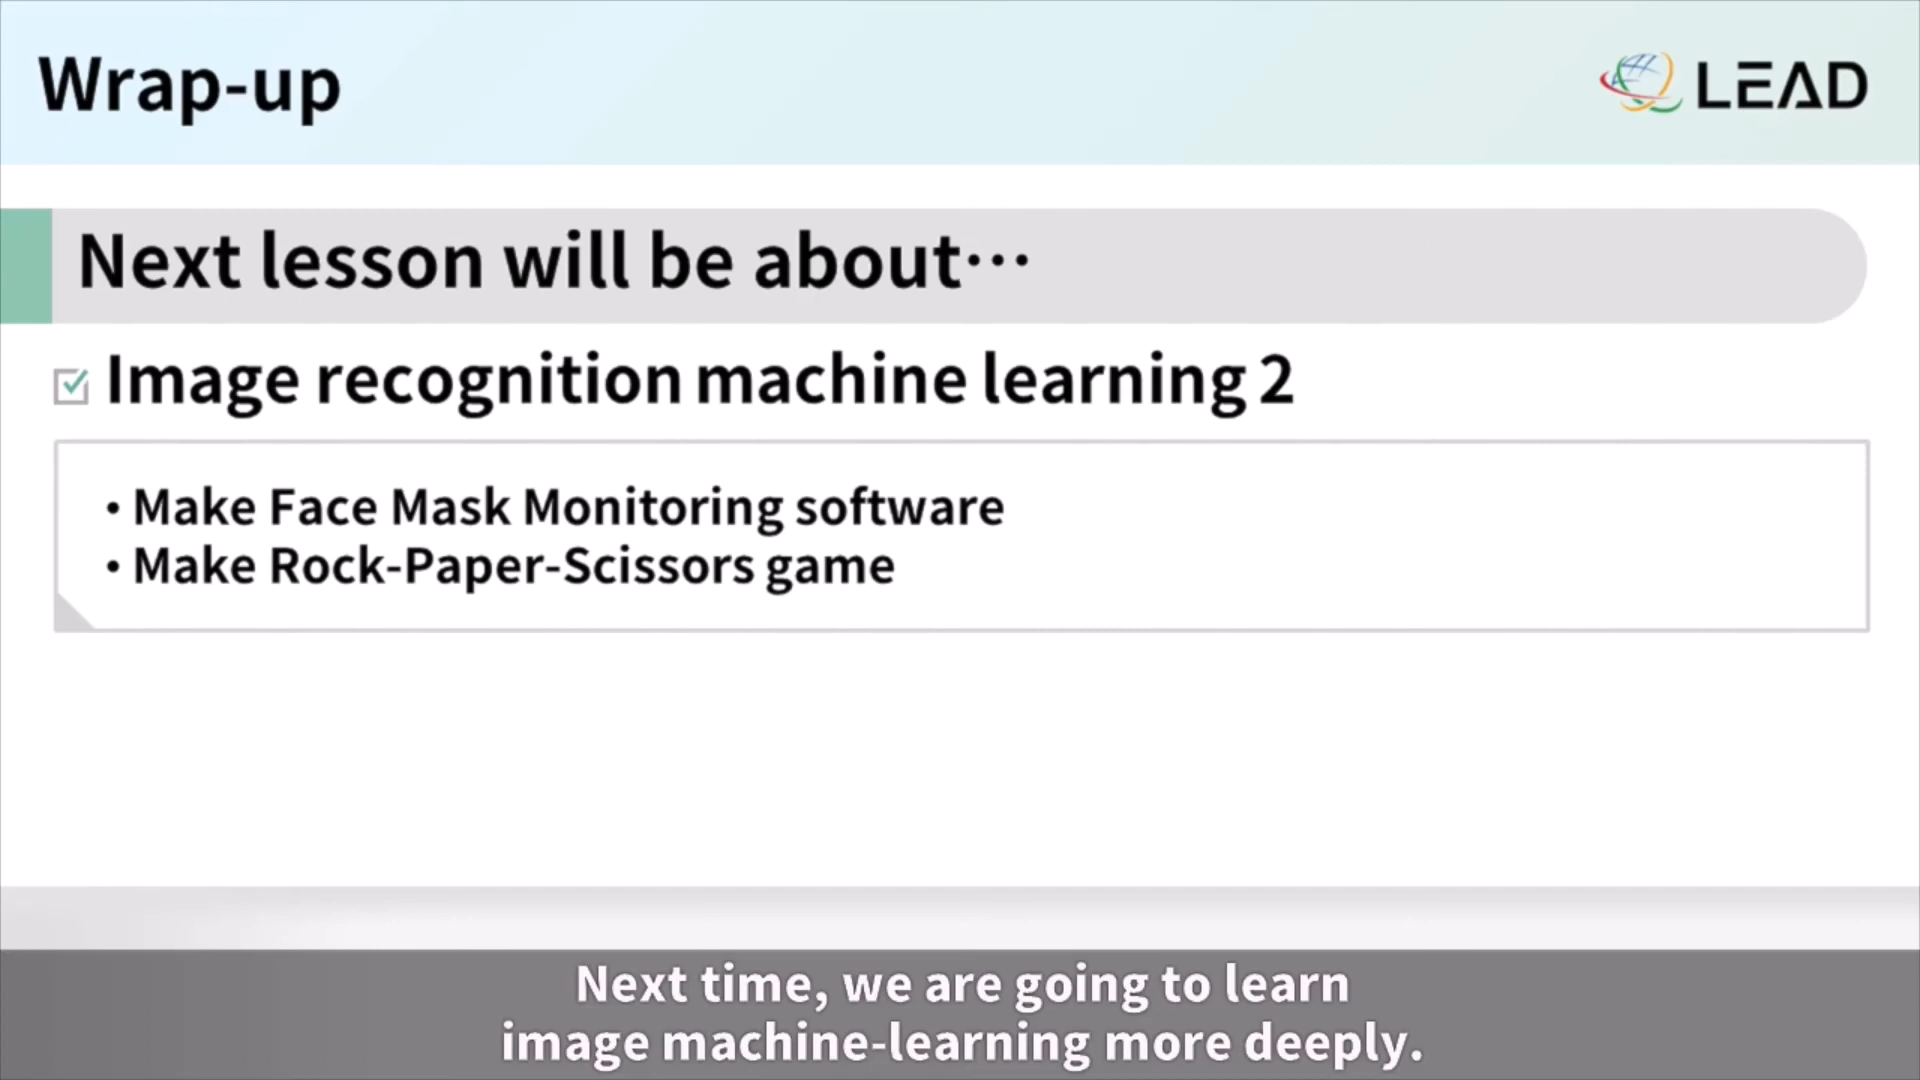 Wrap-up
LEAD
Next lesson will be about…
Image recognition machine learning 2
• Make Face Mask Monitoring software
• Make Rock-Paper-Scissors game
Next time, we are going to learn
image machine-learning more deeply.